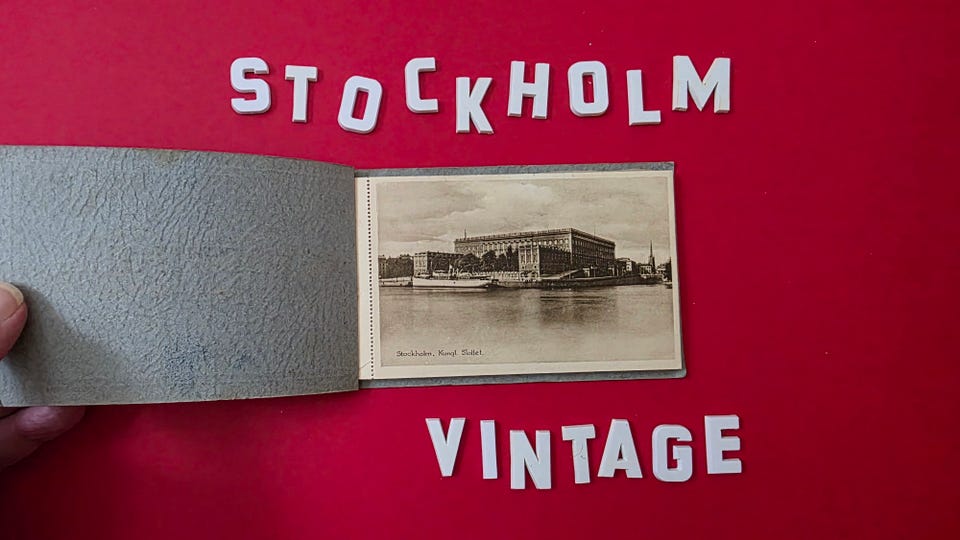 STOCKHOLM
Stockholm, Kungl. Slottet.
VINTAGE